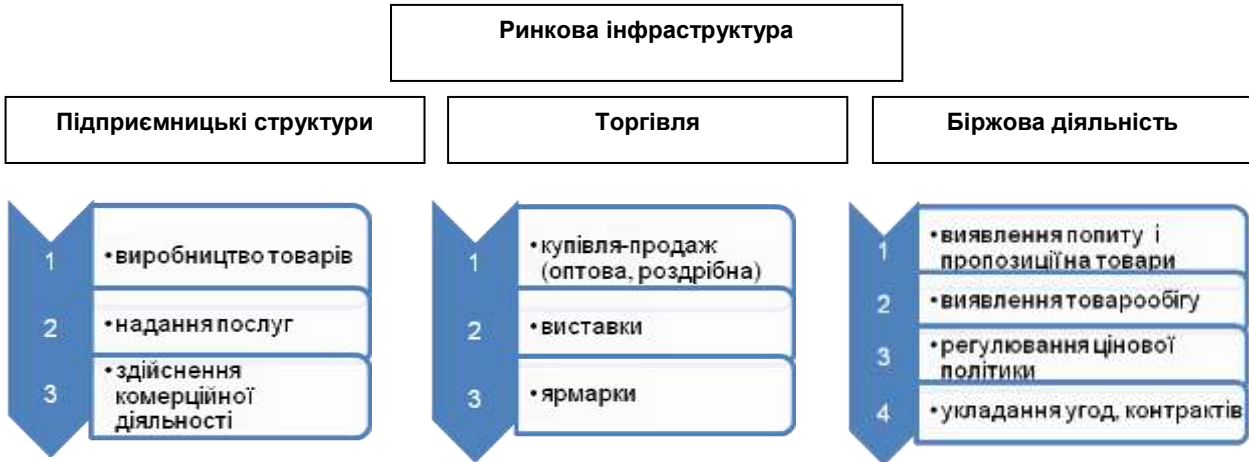 Ринкова інфраструктура
Підприємницькі структури
Торгівля
Біржова діяльність
1
•виробництво товарів
2
•надання послуг
3
•здійснення
комерційної
діяльності
1
•купівля-продаж
(оптова, роздрібна)
2
•виставки
3
•ярмарки
1
•виявлення попиту і
пропозиції на товари
2
•виявлення товарообігу
3
•регулювання цінової
політики
4
•укладання угод, контрактів